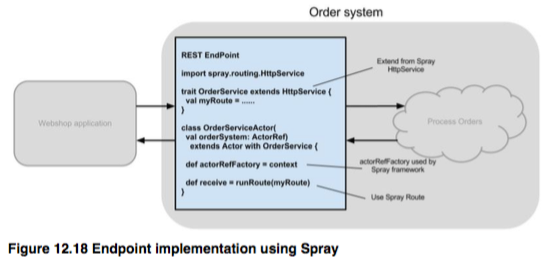 Order system
REST EndPoint
import spray.routing.HttpService
trait OrderService extends HttpService {
val myRoute = ......
}
class OrderServiceActor(
val orderSystem: ActorRef)
extends Actor with OrderService {
def actorRefFactory = context
def receive = runRoute(myRoute)
}
Extend from Spray
HttpService
Webshop application
Process Orders
actorRefFactory used by
Spray framework
Use Spray Route
Figure 12.18 Endpoint implementation using Spray